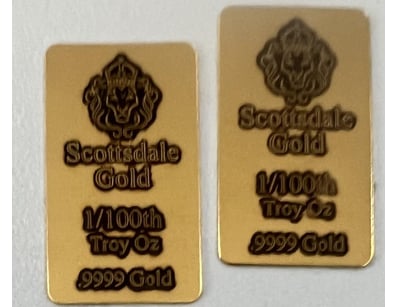 Scottsdale
Gold
1/100th
Troy Oz
.9999 Gold
Scottsdale
Gold
1/100th
Troy Oz
.9999 Gold